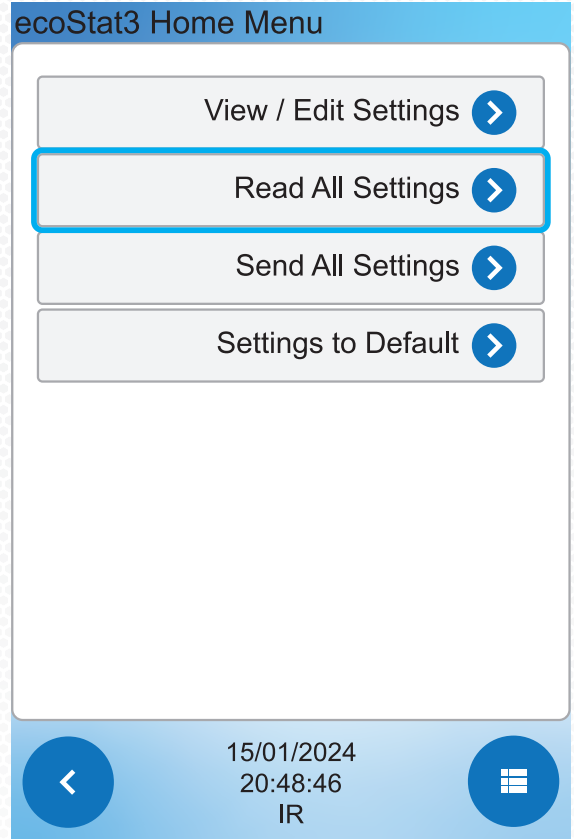 ecoStat3 Home Menu
View / Edit Settings
Read All Settings
Send All Settings
Settings to Default
15/01/2024
20:48:46
IR